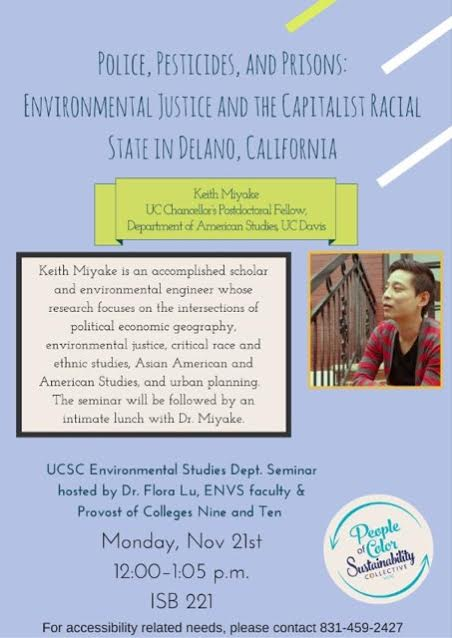 Police, Pesticides, and Prisons:
Environmental Justice and the Capitalist Racial
State in Delano, California
Keith Miyake
UC Chancellor's Postdoctoral Fellow,
Department of American Studies, UC Davis
Keith Miyake is an accomplished scholar
and environmental engineer whose
research focuses on the intersections of
political economic geography,
environmental justice, critical race and
ethnic studies, Asian American and
American Studies, and urban planning.
The seminar will be followed by an
intimate lunch with Dr. Miyake.
UCSC Environmental Studies Dept. Seminar
hosted by Dr. Flora Lu, ENVS faculty &
Provost of Colleges Nine and Ten
Monday, Nov 21st
12:00-1:05 p.m.
ISB 221
People
of Color
Sustainability
COLLECTIVE
For accessibility related needs, please contact 831-459-2427